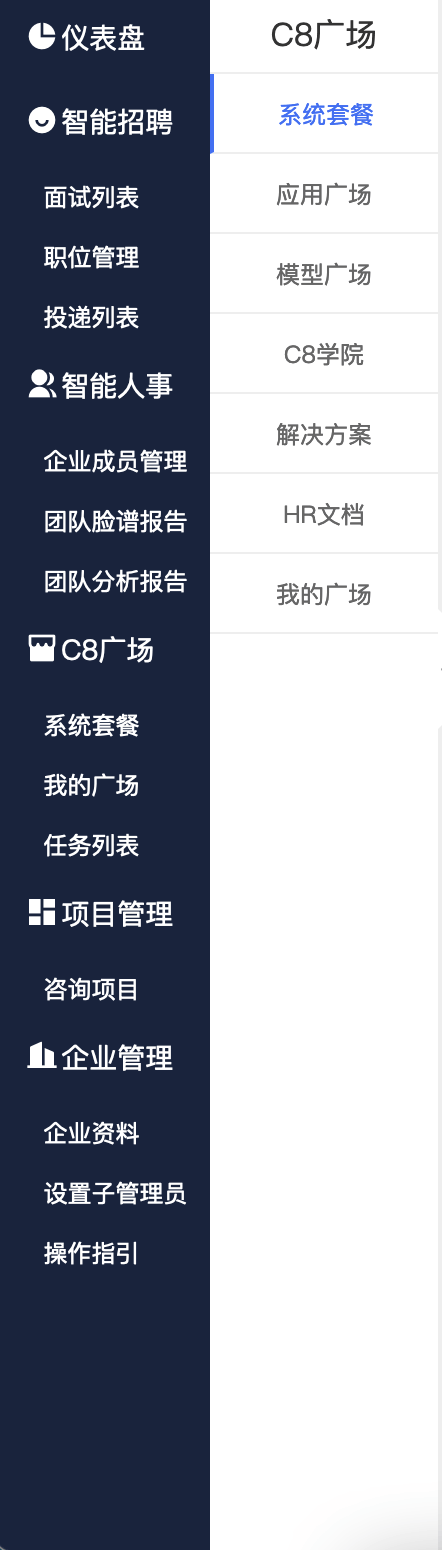 仪表盘
智能招聘
面试列表
职位管理
投递列表
智能人事
企业成员管理
团队脸谱报告
团队分析报告
C8广场
系统套餐
我的广场
任务列表
项目管理
咨询项目
企业管理
企业资料
设置子管理员
操作指引
C8广场
系统套餐
应用广场
模型广场
C8学院
解决方案
HR文档
我的广场